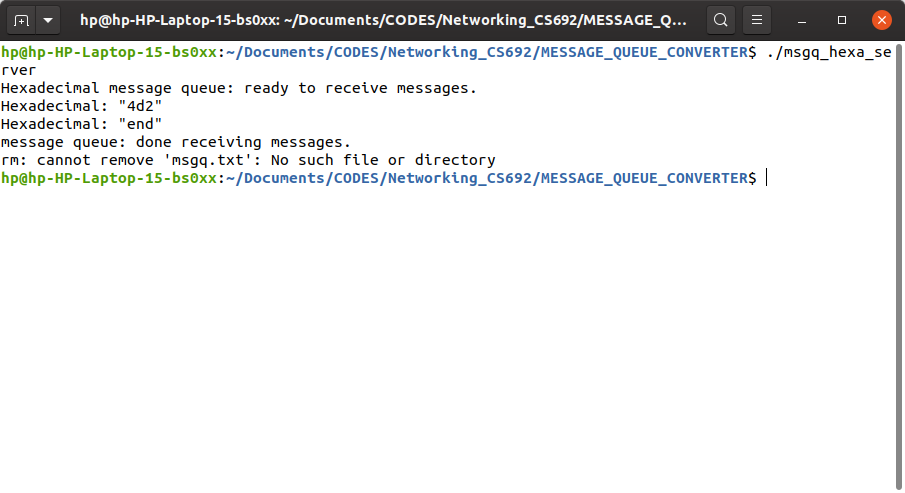 hp@hp-HP-Laptop-15-bs0xx: ~/Documents/CODES/Networking_CS692/MESSAGE_Q...
hp@hp-HP-Laptop-15-bs0xx:~/Documents/CODES/Networking_CS692/MESSAGE_QUEUE_CONVERTER$ ./msgq_hexa_se
rver
Hexadecimal message queue: ready to receive messages.
Hexadecimal: "4d2"
Hexadecimal: "end"
message queue: done receiving messages.
rm: cannot remove 'msgq.txt': No such file or directory
hp@hp-HP-Laptop-15-bs0xx:~/Documents/CODES/Networking_CS692/MESSAGE_QUEUE_CONVERTER$